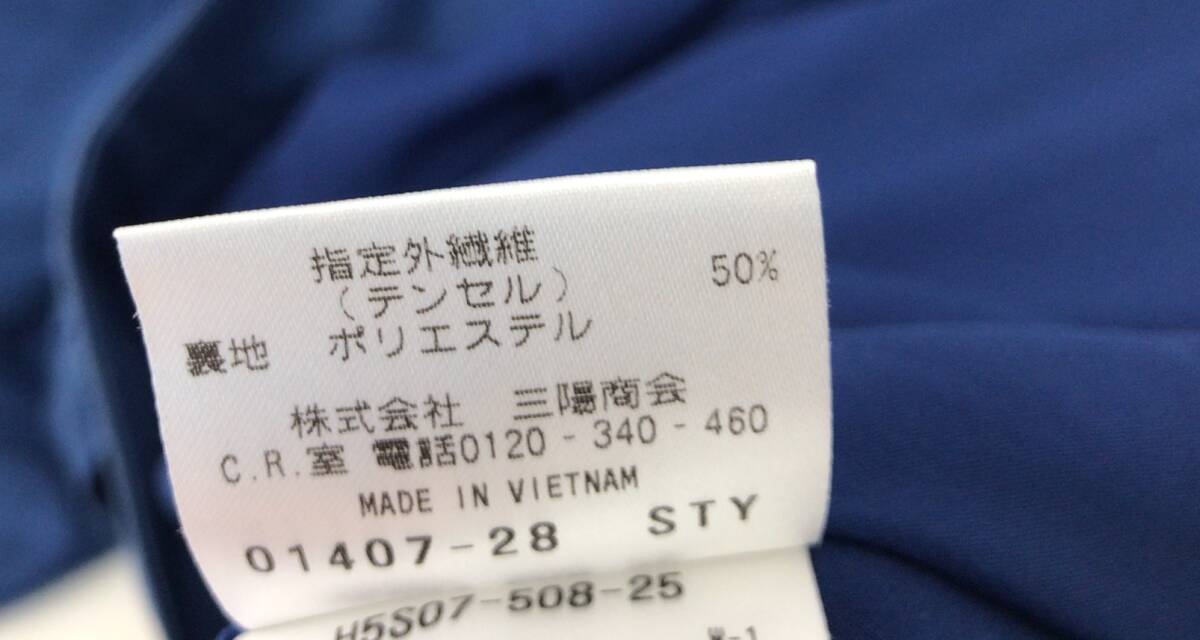 指定外繊維
（テンセル） 50%
裏地 ポリエステル
株式会社 三陽商会
C.R.室 電話0120-340-460
MADE IN VIETNAM
01407-28 STY
H5S07-508-25
W-1